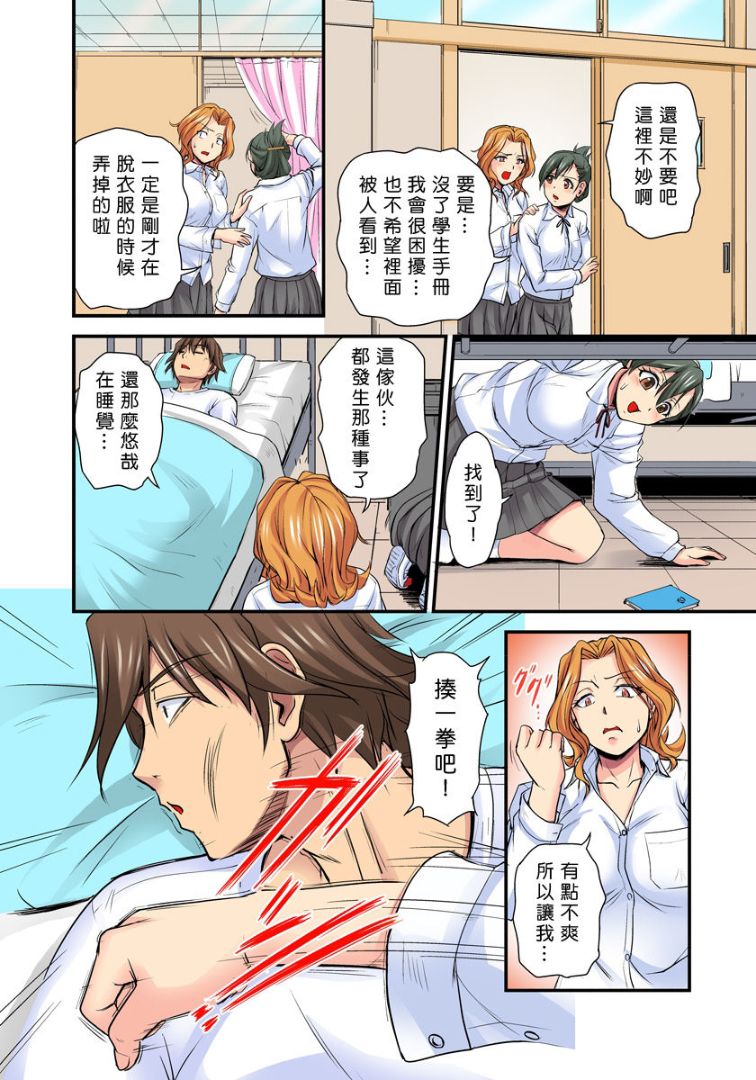 還是不要吧
這裡不妙啊
要是…
沒了學生手冊
我會很困擾…
也不希望裡面
被人看到…
一定是剛才在
脫衣服的時候
弄掉的啦
找到了！
這傢伙…
都發生那種事了
還那麼悠哉
在睡覺…
グググ…
有點不爽
所以讓我…
揍一拳吧！